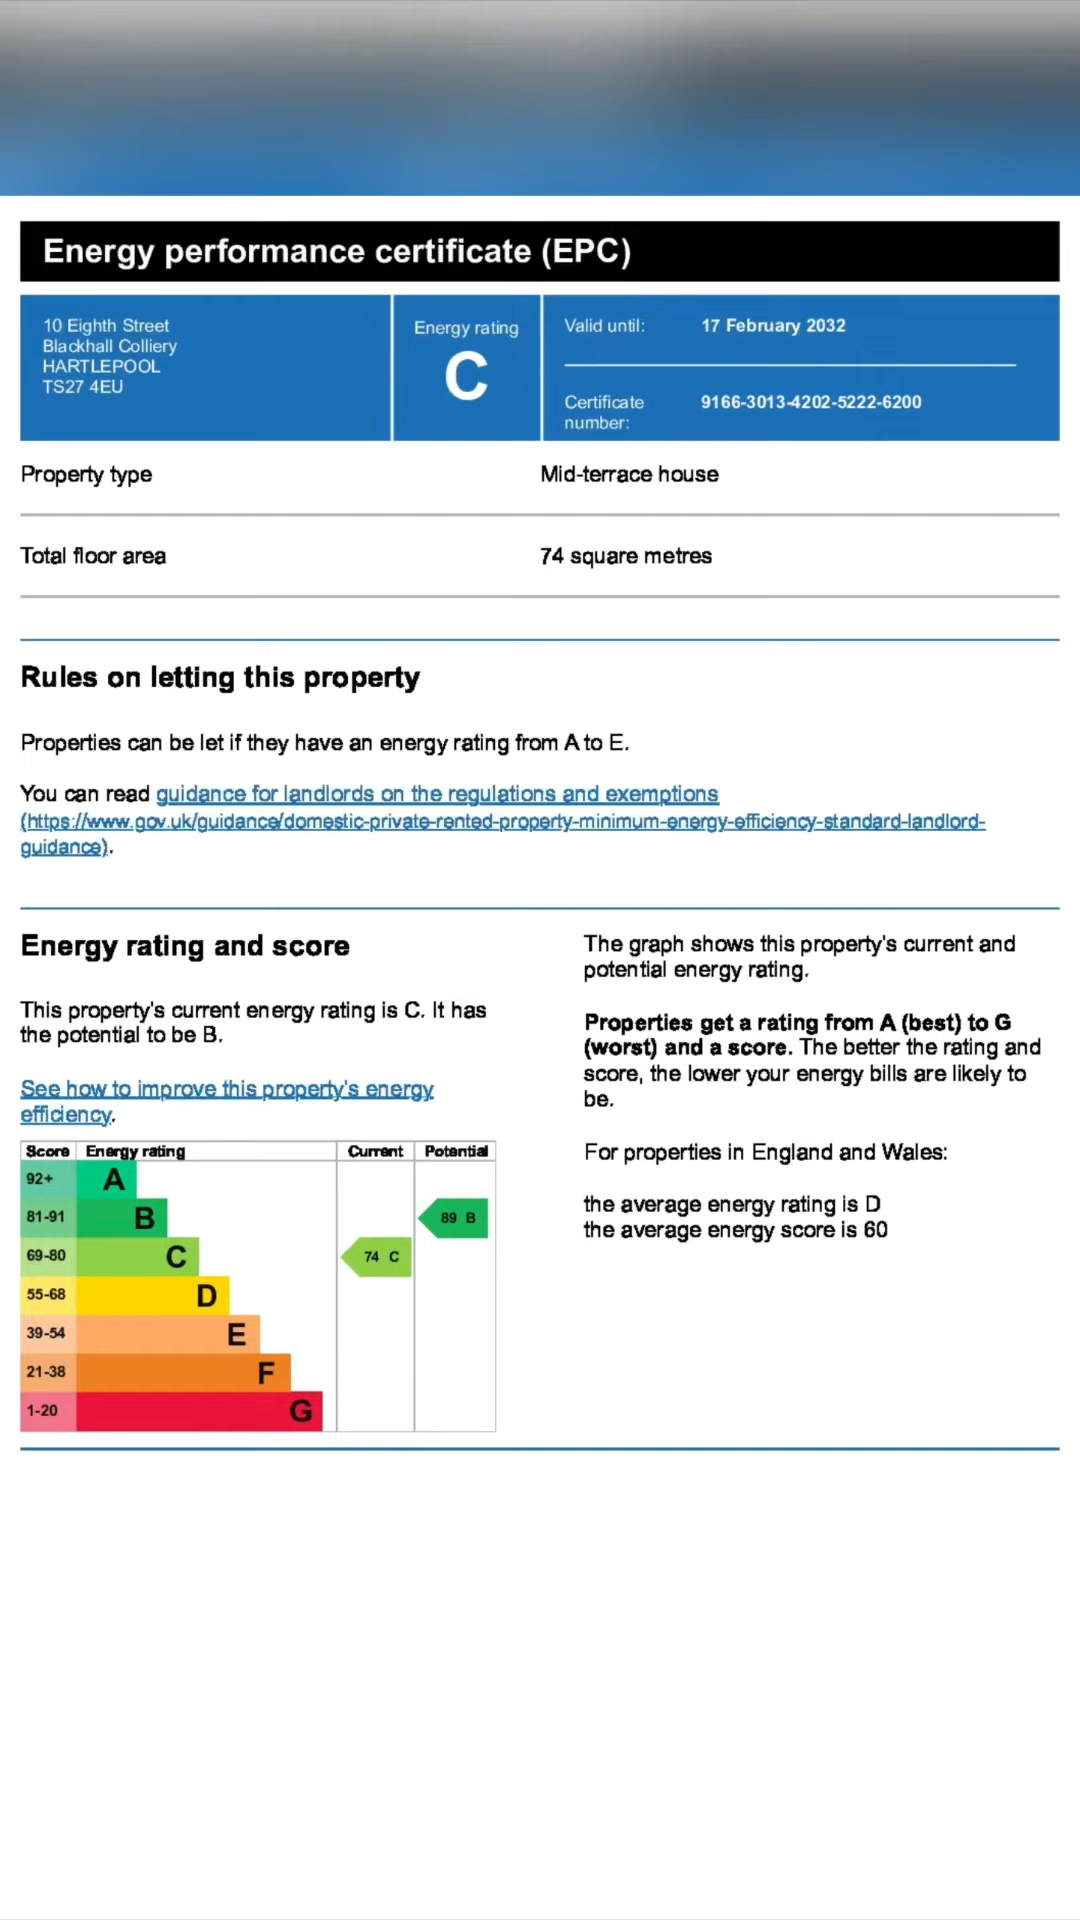 Energy performance certificate (EPC)
10 Eighth Street
Blackhall Colliery
HARTLEPOOL
TS27 4EU
Energy rating
C
Valid until: 17 February 2032
Certificate number: 9166-3013-4202-5222-6200
Property type Mid-terrace house
Total floor area 74 square metres
Rules on letting this property
Properties can be let if they have an energy rating from A to E.
You can read guidance for landlords on the regulations and exemptions
(https://www.gov.uk/guidance/domestic-private-rented-property-minimum-energy-efficiency-standard-landlord-
guidance).
Energy rating and score
This property's current energy rating is C. It has
the potential to be B.
See how to improve this property's energy
efficiency.
Score Energy rating Current Potential
92+ A
81-91 B 89 B
69-80 C 74 C
55-68 D
39-54 E
21-38 F
1-20 G
The graph shows this property's current and
potential energy rating.
Properties get a rating from A (best) to G
(worst) and a score. The better the rating and
score, the lower your energy bills are likely to
be.
For properties in England and Wales:
the average energy rating is D
the average energy score is 60